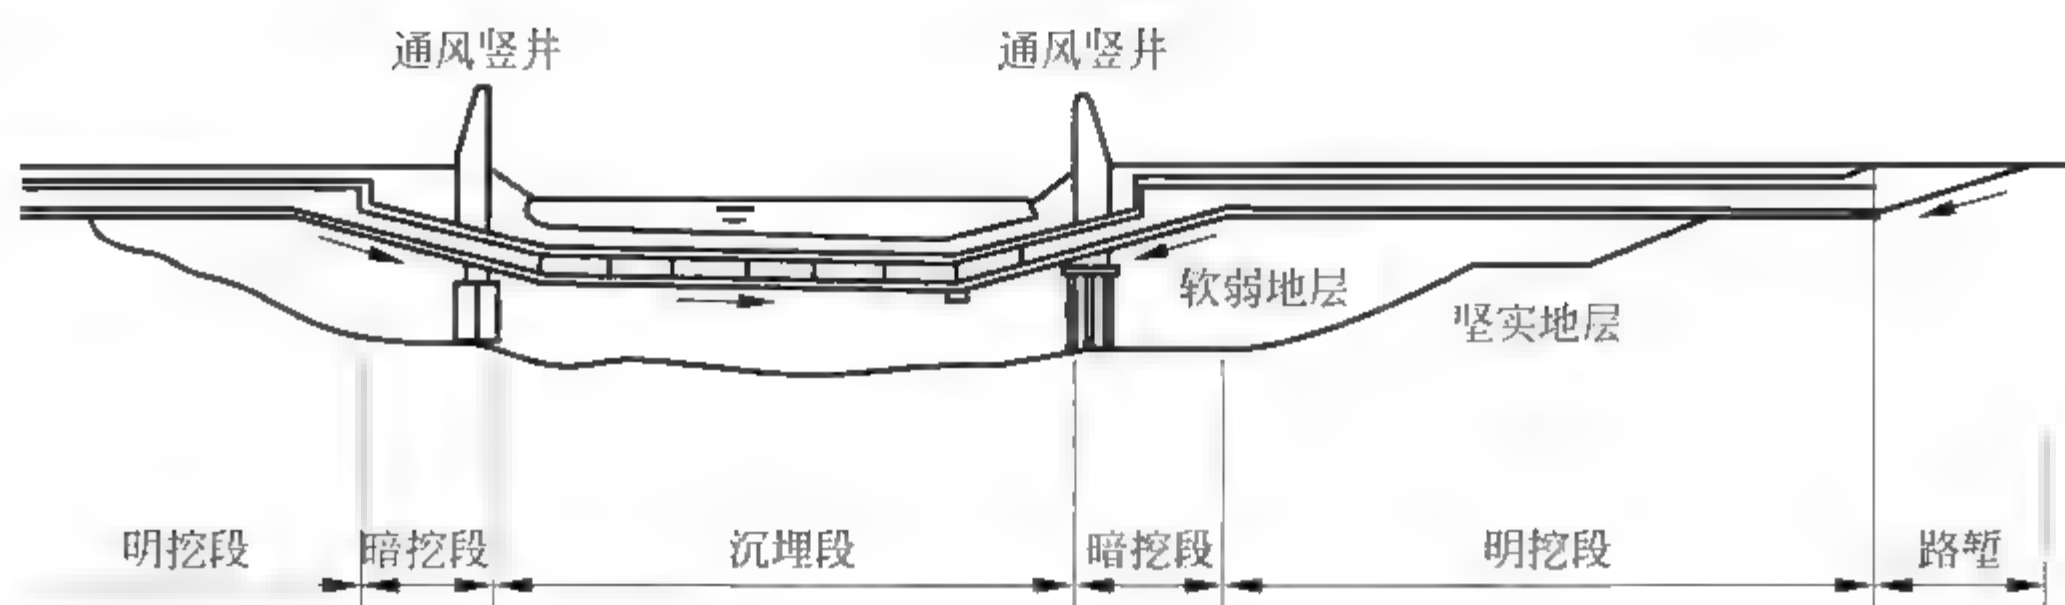 通风竖井
通风竖井
软弱地层
坚实地层
明挖段
暗挖段
沉埋段
暗挖段
明挖段
路堑